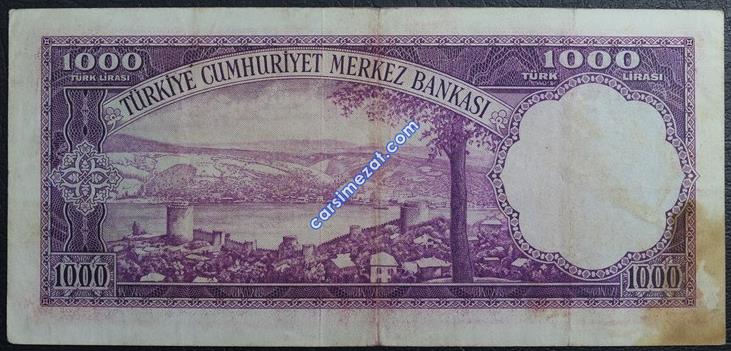 1000
TÜRK LİRASI
TÜRKİYE CUMHURİYET MERKEZ BANKASI
1000
TÜRK LİRASI
carsimezat.com
1000
1000